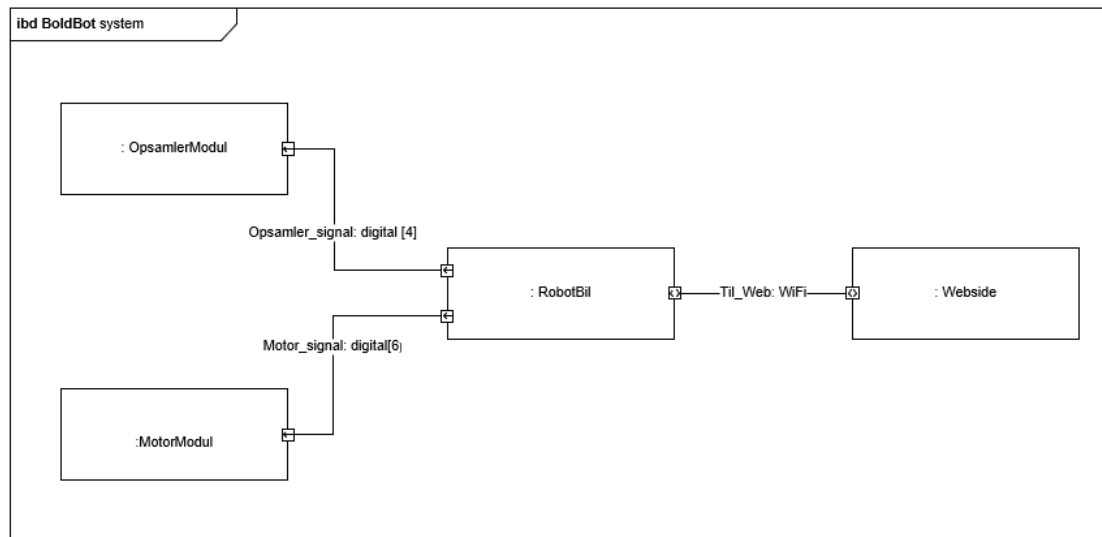 ibd BoldBot system
: OpsamlerModul
Opsamler_signal: digital [4]
: RobotBil
Til_Web: WiFi
: Webside
Motor_signal: digital[6)
:MotorModul